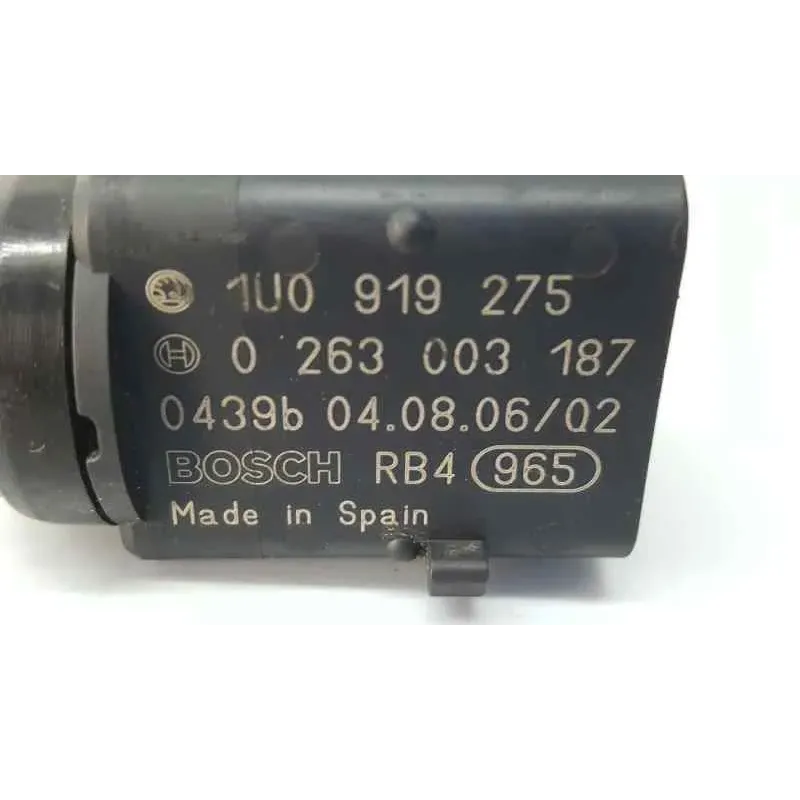 1U0 919 275
0 263 003 187
0439b 04.08.06/02
BOSCH RB4 965
Made in Spain